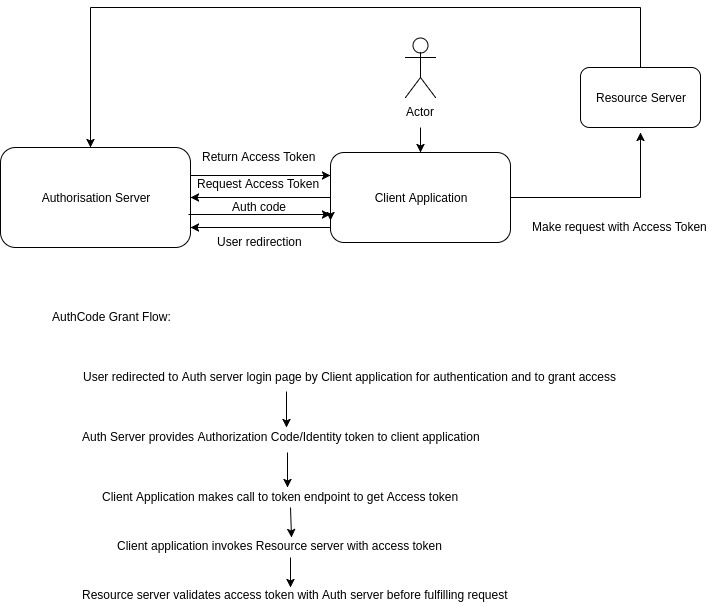 Actor
Resource Server
Return Access Token
Request Access Token
Authorisation Server
Client Application
Auth code
Make request with Access Token
User redirection
AuthCode Grant Flow:
User redirected to Auth server login page by Client application for authentication and to grant access
Auth Server provides Authorization Code/Identity token to client application
Client Application makes call to token endpoint to get Access token
Client application invokes Resource server with access token
Resource server validates access token with Auth server before fulfilling request